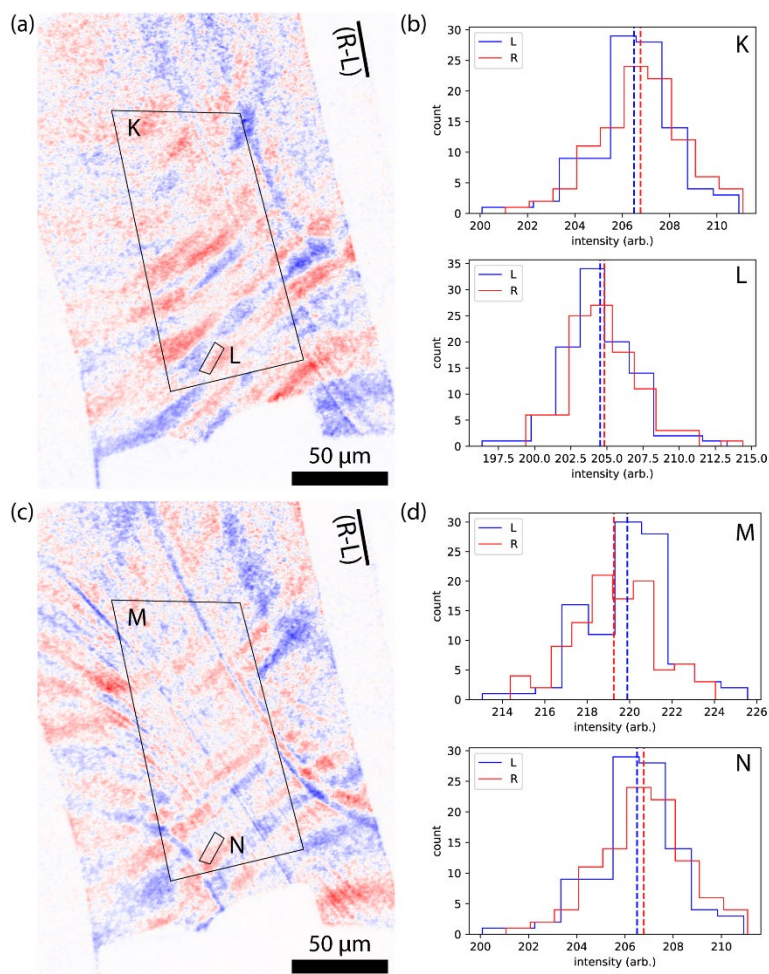 (a)
(R-L)
K
L
50 µm
(b)
K
L
R
count
30
25
20
15
10
5
0
200
202
204
206
208
210
intensity (arb.)
L
L
R
count
35
30
25
20
15
10
5
0
197.5
200.0
202.5
205.0
207.5
210.0
212.5
215.0
intensity (arb.)
(c)
(R-L)
M
N
50 µm
(d)
M
L
R
count
30
25
20
15
10
5
0
214
216
218
220
222
224
226
intensity (arb.)
N
L
R
count
30
25
20
15
10
5
0
200
202
204
206
208
210
intensity (arb.)